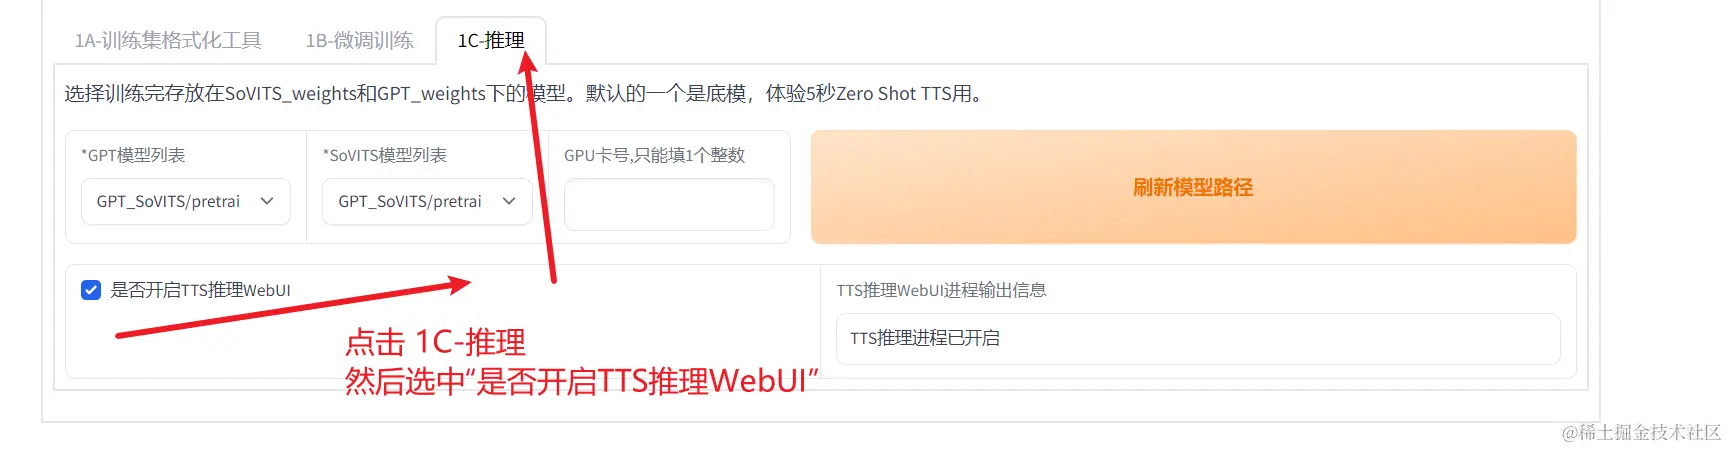 1A-训练集格式化工具
1B-微调训练
1C-推理
选择训练完存放在SoVITS_weights和GPT_weights下的模型。默认的一个是底模，体验5秒Zero Shot TTS用。
*GPT模型列表
*SoVITS模型列表
GPU卡号,只能填1个整数
GPT_SoVITS/pretrai
GPT_SoVITS/pretrai
刷新模型路径
是否开启TTS推理WebUI
TTS推理WebUI进程输出信息
TTS推理进程已开启
点击 1C-推理
然后选中“是否开启TTS推理WebUI”
@稀土掘金技术社区